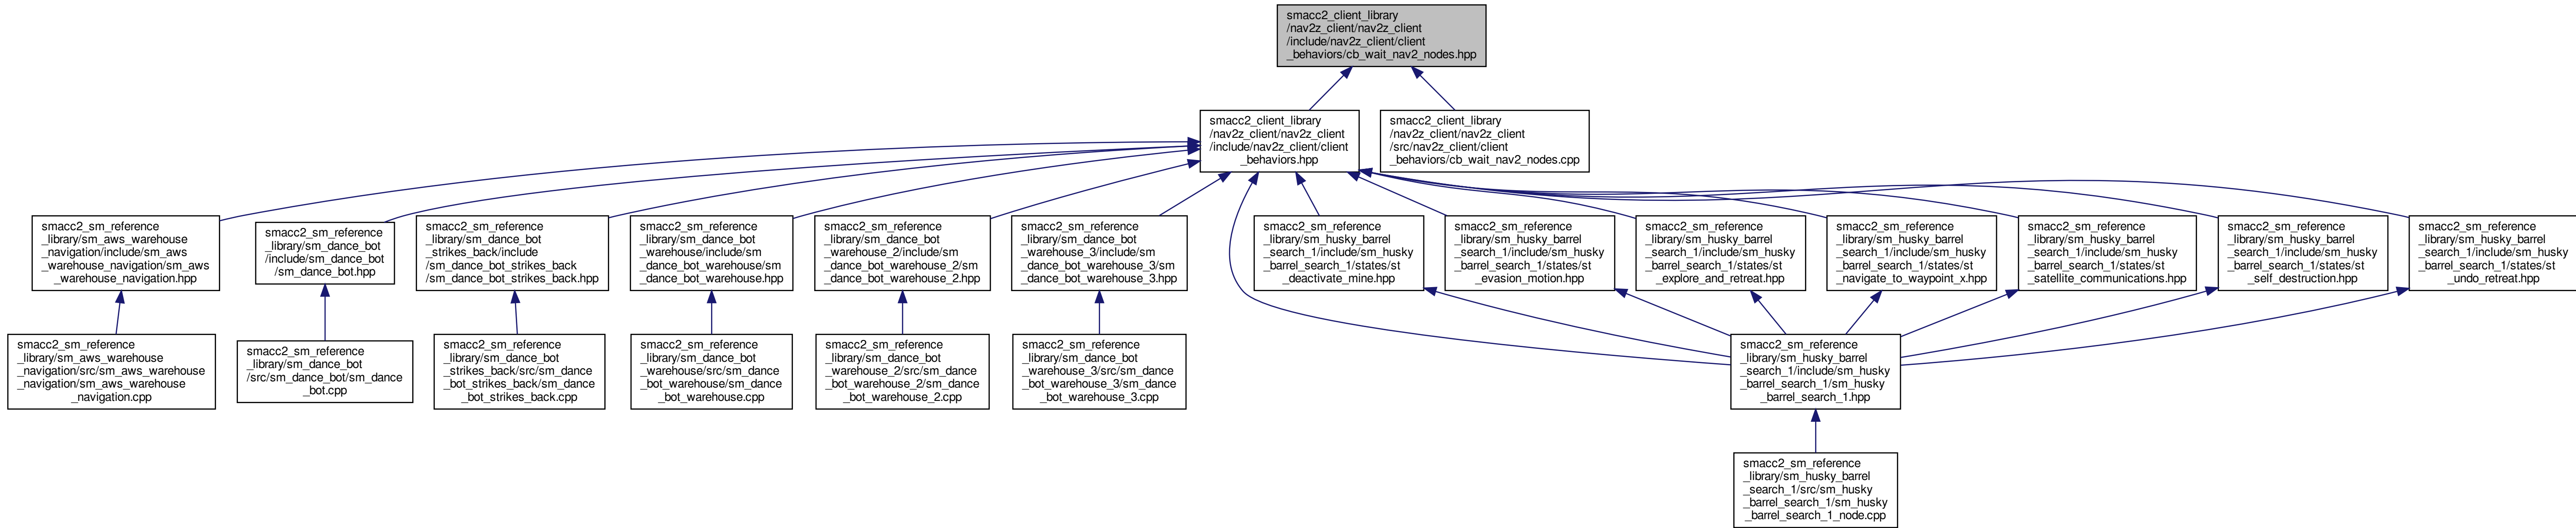 smacc2_client_library
/nav2z_client/nav2z_client
/include/nav2z_client/client
_behaviors/cb_wait_nav2_nodes.hpp
smacc2_client_library
/nav2z_client/nav2z_client
/include/nav2z_client/client
_behaviors.hpp
smacc2_client_library
/nav2z_client/nav2z_client
/src/nav2z_client/client
_behaviors/cb_wait_nav2_nodes.cpp
smacc2_sm_reference
_library/sm_aws_warehouse
_navigation/include/sm_aws
_warehouse_navigation/sm_aws
_warehouse_navigation.hpp
smacc2_sm_reference
_library/sm_dance_bot
/include/sm_dance_bot
/sm_dance_bot.hpp
smacc2_sm_reference
_library/sm_dance_bot
_strikes_back/include
/sm_dance_bot_strikes_back
/sm_dance_bot_strikes_back.hpp
smacc2_sm_reference
_library/sm_dance_bot
_warehouse/include/sm
_dance_bot_warehouse/sm
_dance_bot_warehouse.hpp
smacc2_sm_reference
_library/sm_dance_bot
_warehouse_2/include/sm
_dance_bot_warehouse_2/sm
_dance_bot_warehouse_2.hpp
smacc2_sm_reference
_library/sm_dance_bot
_warehouse_3/include/sm
_dance_bot_warehouse_3/sm
_dance_bot_warehouse_3.hpp
smacc2_sm_reference
_library/sm_husky_barrel
_search_1/include/sm_husky
_barrel_search_1/states/st
_deactivate_mine.hpp
smacc2_sm_reference
_library/sm_husky_barrel
_search_1/include/sm_husky
_barrel_search_1/states/st
_evasion_motion.hpp
smacc2_sm_reference
_library/sm_husky_barrel
_search_1/include/sm_husky
_barrel_search_1/states/st
_explore_and_retreat.hpp
smacc2_sm_reference
_library/sm_husky_barrel
_search_1/include/sm_husky
_barrel_search_1/states/st
_navigate_to_waypoint_x.hpp
smacc2_sm_reference
_library/sm_husky_barrel
_search_1/include/sm_husky
_barrel_search_1/states/st
_satellite_communications.hpp
smacc2_sm_reference
_library/sm_husky_barrel
_search_1/include/sm_husky
_barrel_search_1/states/st
_self_destruction.hpp
smacc2_sm_reference
_library/sm_husky_barrel
_search_1/include/sm_husky
_barrel_search_1/states/st
_undo_retreat.hpp
smacc2_sm_reference
_library/sm_aws_warehouse
_navigation/src/sm_aws_warehouse
_navigation/sm_aws_warehouse
_navigation.cpp
smacc2_sm_reference
_library/sm_dance_bot
/src/sm_dance_bot/sm_dance
_bot.cpp
smacc2_sm_reference
_library/sm_dance_bot
_strikes_back/src/sm_dance
_bot_strikes_back/sm_dance
_bot_strikes_back.cpp
smacc2_sm_reference
_library/sm_dance_bot
_warehouse/src/sm_dance
_bot_warehouse/sm_dance
_bot_warehouse.cpp
smacc2_sm_reference
_library/sm_dance_bot
_warehouse_2/src/sm_dance
_bot_warehouse_2/sm_dance
_bot_warehouse_2.cpp
smacc2_sm_reference
_library/sm_dance_bot
_warehouse_3/src/sm_dance
_bot_warehouse_3/sm_dance
_bot_warehouse_3.cpp
smacc2_sm_reference
_library/sm_husky_barrel
_search_1/include/sm_husky
_barrel_search_1/sm_husky
_barrel_search_1.hpp
smacc2_sm_reference
_library/sm_husky_barrel
_search_1/src/sm_husky
_barrel_search_1/sm_husky
_barrel_search_1_node.cpp